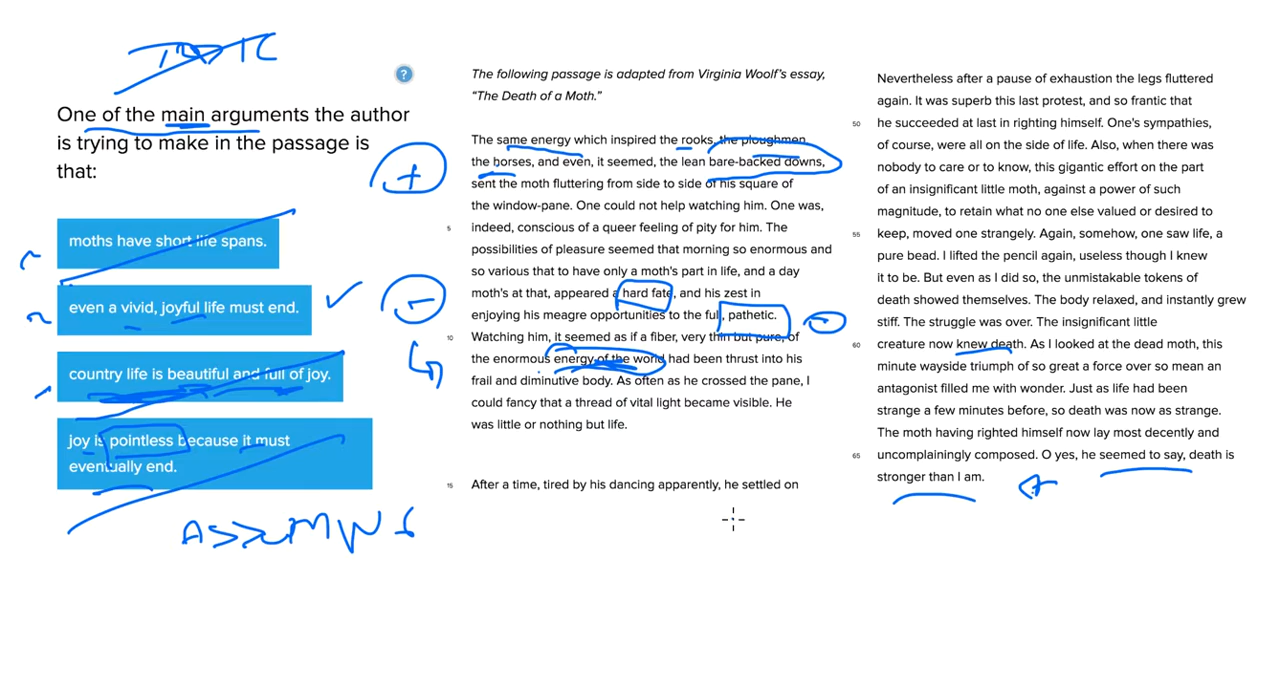 TOPIC
?
One of the main arguments the author
is trying to make in the passage is
that:
moths have short life spans.
even a vivid, joyful life must end.
country life is beautiful and full of joy.
joy is pointless because it must
eventually end.
The following passage is adapted from Virginia Woolf's essay,
"The Death of a Moth."
The same energy which inspired the rooks, the ploughmen,
the horses, and even, it seemed, the lean bare-backed downs,
sent the moth fluttering from side to side of his square of
the window-pane. One could not help watching him. One was,
5 indeed, conscious of a queer feeling of pity for him. The
possibilities of pleasure seemed that morning so enormous and
so various that to have only a moth's part in life, and a day
moth's at that, appeared a hard fate, and his zest in
enjoying his meagre opportunities to the full, pathetic.
10 Watching him, it seemed as if a fiber, very thin but pure, of
the enormous energy of the world had been thrust into his
frail and diminutive body. As often as he crossed the pane, I
could fancy that a thread of vital light became visible. He
was little or nothing but life.
15 After a time, tired by his dancing apparently, he settled on
Nevertheless after a pause of exhaustion the legs fluttered
again. It was superb this last protest, and so frantic that
50 he succeeded at last in righting himself. One's sympathies,
of course, were all on the side of life. Also, when there was
nobody to care or to know, this gigantic effort on the part
of an insignificant little moth, against a power of such
magnitude, to retain what no one else valued or desired to
55 keep, moved one strangely. Again, somehow, one saw life, a
pure bead. I lifted the pencil again, useless though I knew
it to be. But even as I did so, the unmistakable tokens of
death showed themselves. The body relaxed, and instantly grew
stiff. The struggle was over. The insignificant little
60 creature now knew death. As I looked at the dead moth, this
minute wayside triumph of so great a force over so mean an
antagonist filled me with wonder. Just as life had been
strange a few minutes before, so death was now as strange.
The moth having righted himself now lay most decently and
65 uncomplainingly composed. O yes, he seemed to say, death is
stronger than I am.